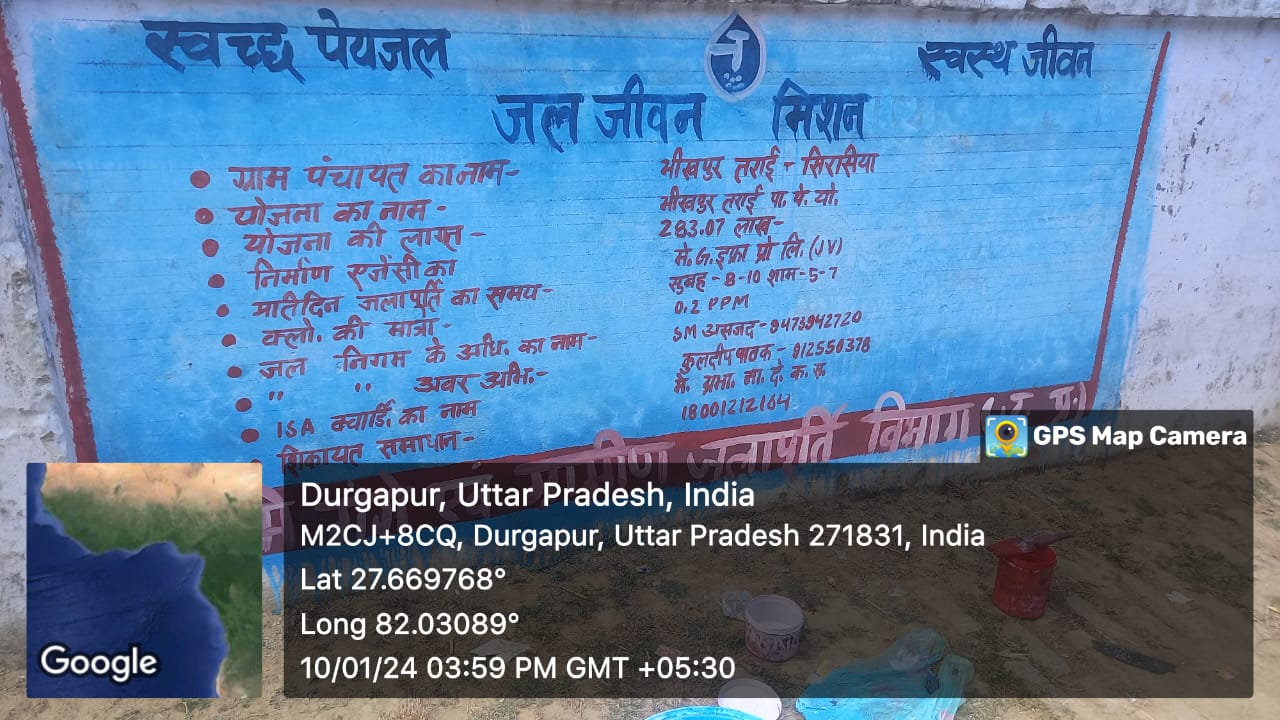 स्वच्छ पेयजल
स्वस्थ जीवन
जल जीवन मिशन
ग्राम पंचायत का नाम- भीखपुर तराई - सिरासिया
योजना का नाम - भीखपुर तराई पा. पे. यो.
योजना की लागत - 283.07 लाख-
निर्माण एजेंसी का मे. G. इन्फ्रा प्रो लि. (JV)
प्रतिदिन जलापूर्ति का समय- सुबह - 8-10 शाम-5-7
क्लो. की मात्रा - 0.2 PPM
जल निगम के अधि. का नाम- SM असजद-
" " अवर अभि.- कुलदीप - 912550378
ISA का नाम
शिकायत समाधान- 18001212164
ग्रामीण जलापूर्ति विभाग
GPS Map Camera
Durgapur, Uttar Pradesh, India
M2CJ+8CQ, Durgapur, Uttar Pradesh 271831, India
Lat 27.669768°
Long 82.03089°
10/01/24 03:59 PM GMT +05:30
Google